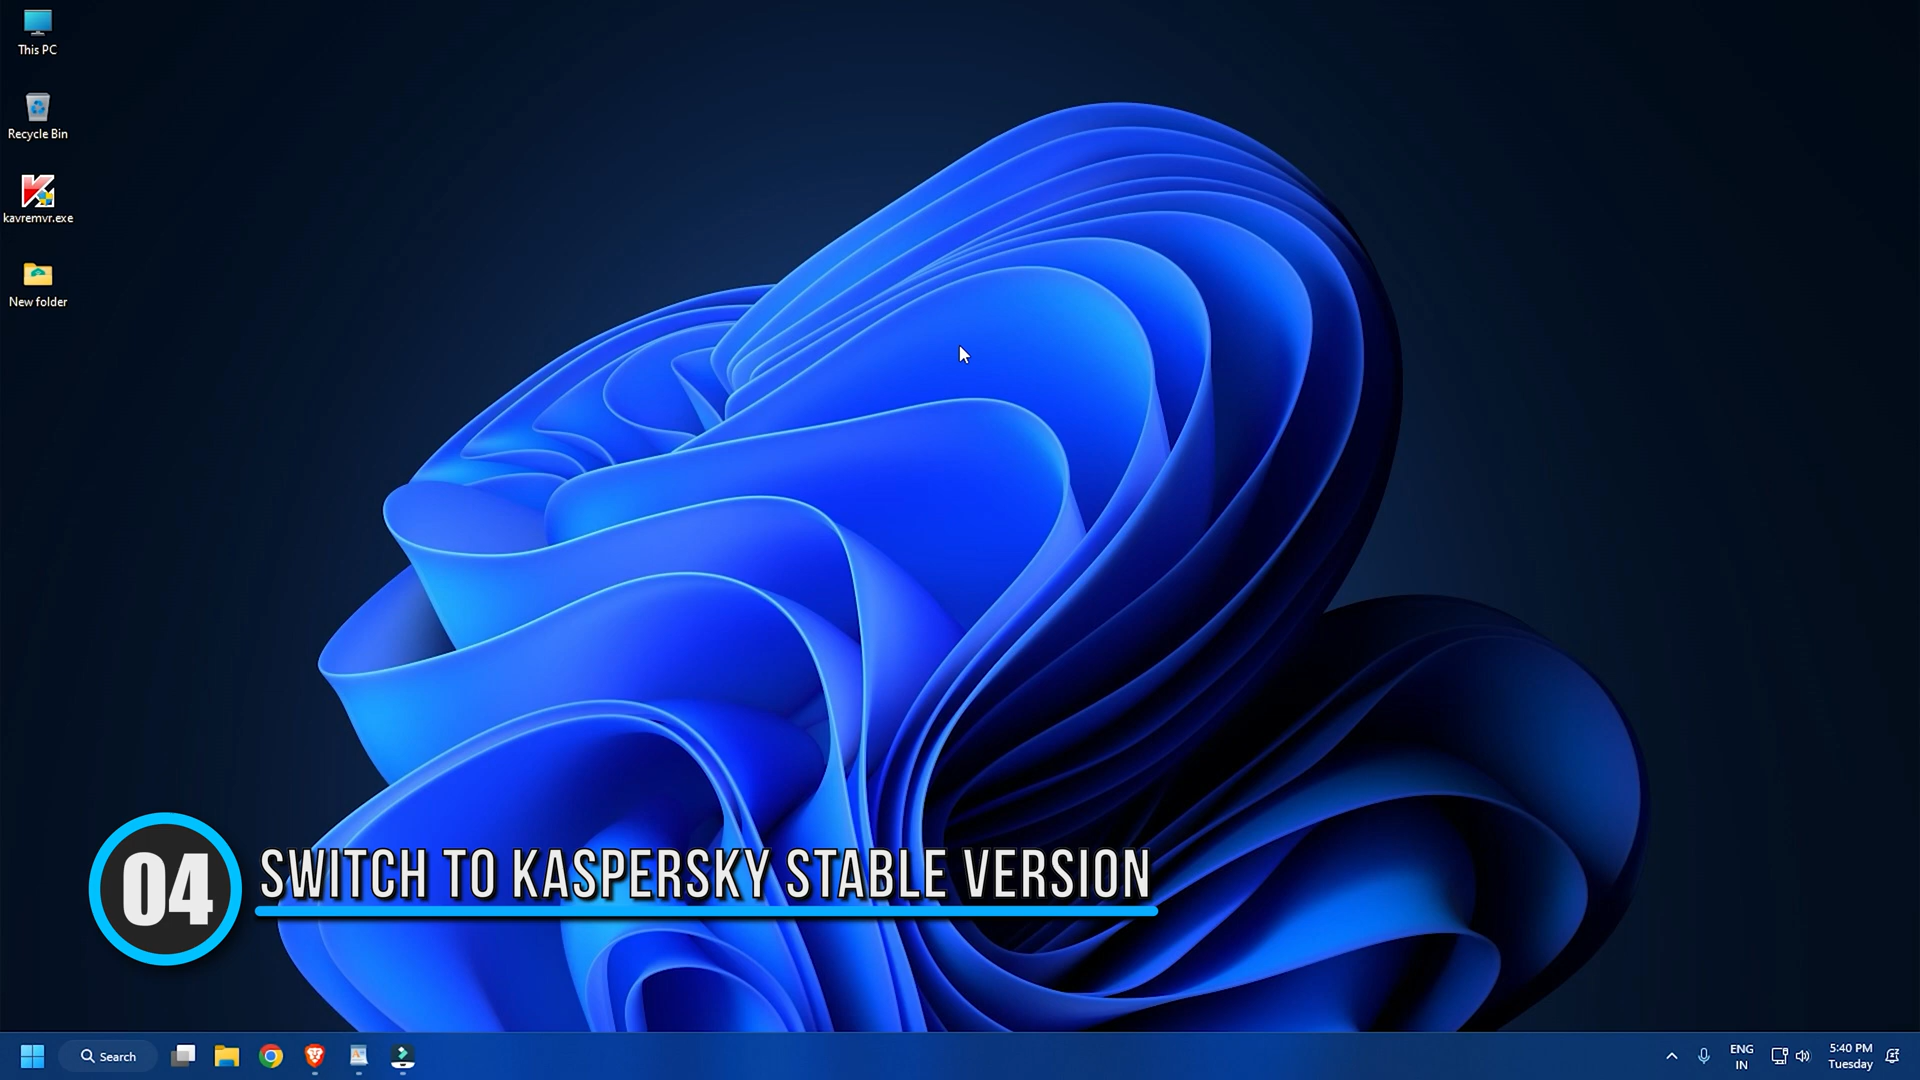 This PC
Recycle Bin
kavremvr.exe
New folder
04
SWITCH TO KASPERSKY STABLE VERSION
Search
ENG
IN
5:40 PM
Tuesday